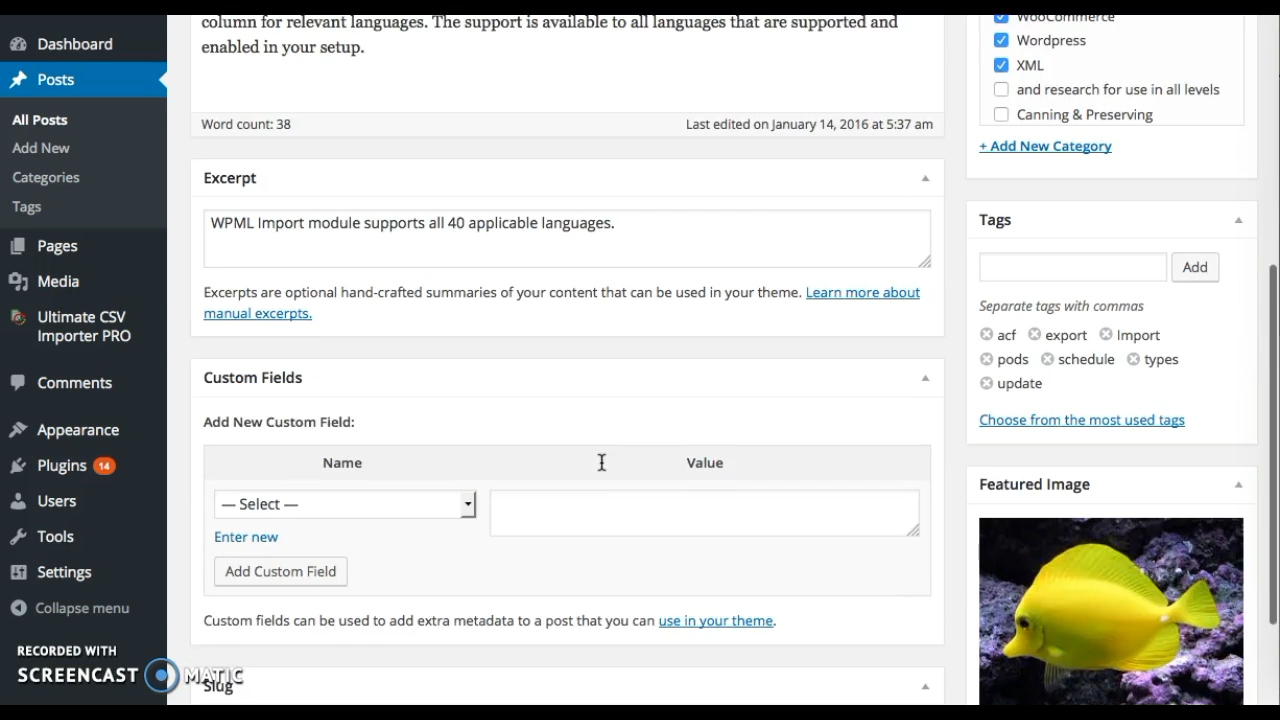 Dashboard
Posts
All Posts
Add New
Categories
Tags
Pages
Media
Ultimate CSV
Importer PRO
Comments
Appearance
Plugins 14
Users
Tools
Settings
Collapse menu
RECORDED WITH
SCREENCAST MATIC
column for relevant languages. The support is available to all languages that are supported and
enabled in your setup.
Word count: 38
Last edited on January 14, 2016 at 5:37 am
Excerpt
WPML Import module supports all 40 applicable languages.
Excerpts are optional hand-crafted summaries of your content that can be used in your theme. Learn more about
manual excerpts.
Custom Fields
Add New Custom Field:
Name
Value
— Select —
Enter new
Add Custom Field
Custom fields can be used to add extra metadata to a post that you can use in your theme.
Slug
WooCommerce
Wordpress
XML
and research for use in all levels
Canning & Preserving
+ Add New Category
Tags
Add
Separate tags with commas
acf export Import
pods schedule types
update
Choose from the most used tags
Featured Image